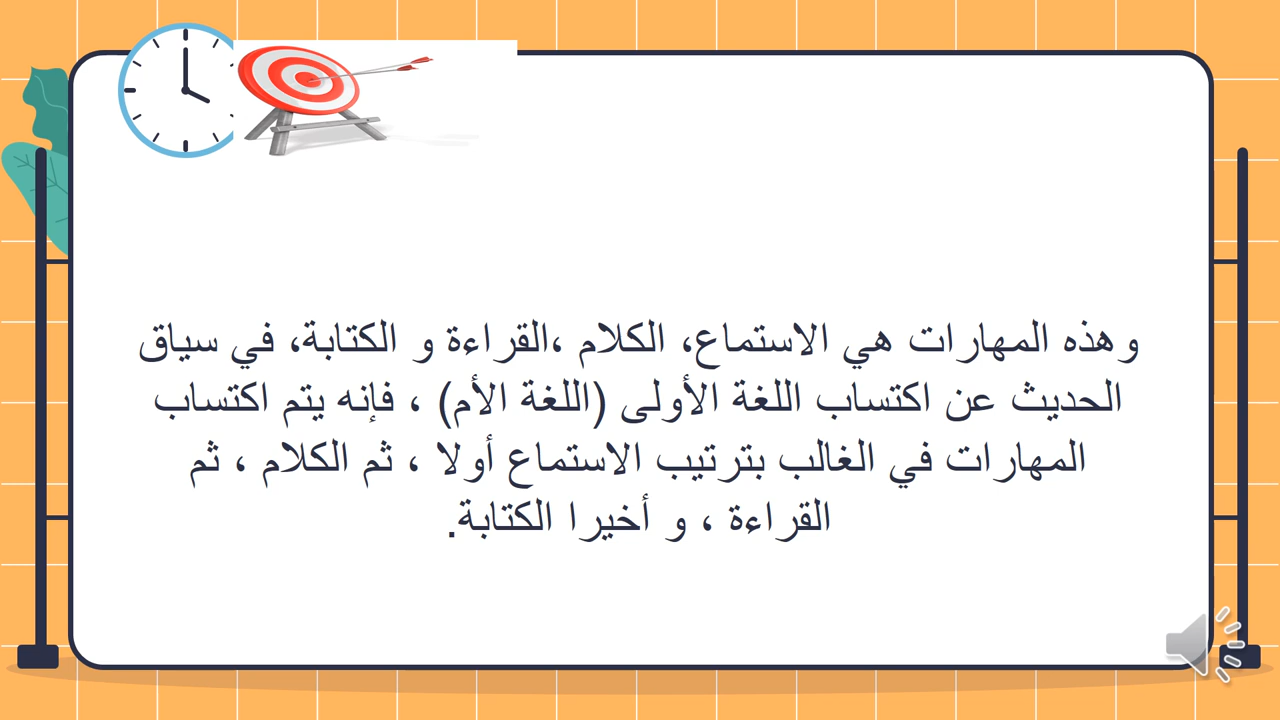 وهذه المهارات هي الاستماع، الكلام ،القراءة و الكتابة، في سياق
الحديث عن اكتساب اللغة الأولى (اللغة الأم) ، فإنه يتم اكتساب
المهارات في الغالب بترتيب الاستماع أولا ، ثم الكلام ، ثم
القراءة ، و أخيرا الكتابة.